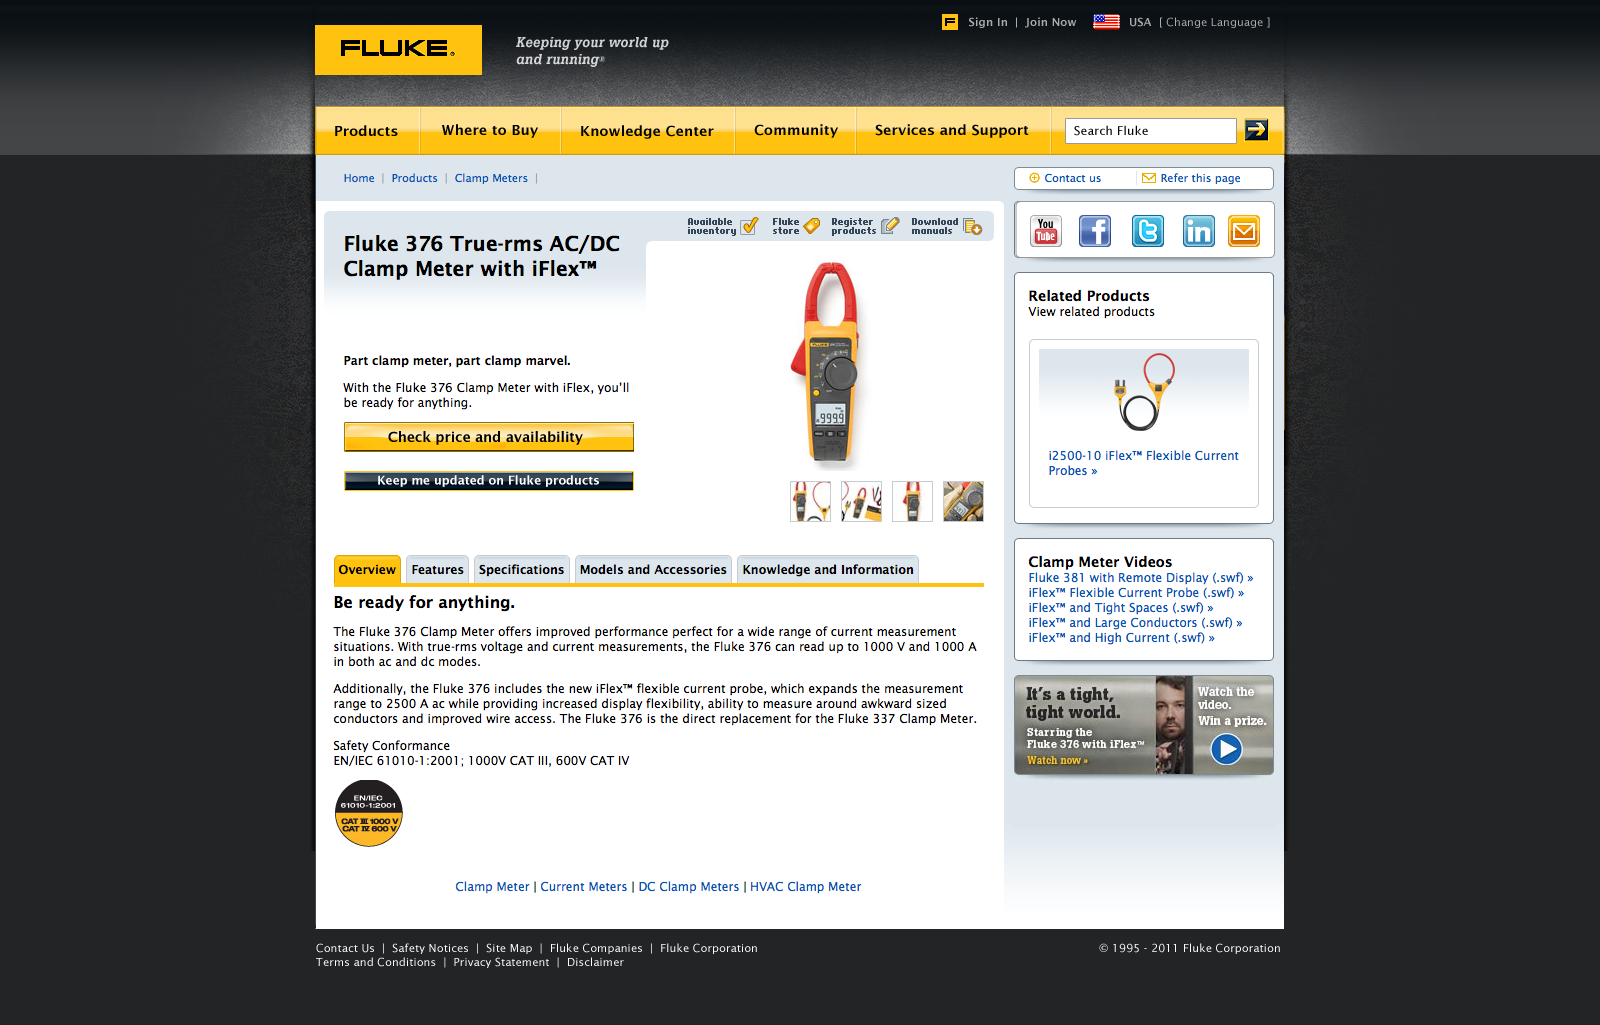 Sign In | Join Now USA [ Change Language ]
FLUKE®
Keeping your world up
and running®
Products
Where to Buy
Knowledge Center
Community
Services and Support
Search Fluke
Home | Products | Clamp Meters |
Contact us
Refer this page
Available
inventory
Fluke
store
Register
products
Download
manuals
You
Tube
Fluke 376 True-rms AC/DC
Clamp Meter with iFlex™
Part clamp meter, part clamp marvel.
With the Fluke 376 Clamp Meter with iFlex, you'll
be ready for anything.
Check price and availability
Keep me updated on Fluke products
FLUKE
Related Products
View related products
i2500-10 iFlex™ Flexible Current
Probes »
Clamp Meter Videos
Fluke 381 with Remote Display (.swf) »
iFlex™ Flexible Current Probe (.swf) »
iFlex™ and Tight Spaces (.swf) »
iFlex™ and Large Conductors (.swf) »
iFlex™ and High Current (.swf) »
It's a tight,
tight world.
Starring the
Fluke 376 with iFlex™
Watch now »
Watch the
video.
Win a prize.
Overview
Features
Specifications
Models and Accessories
Knowledge and Information
Be ready for anything.
The Fluke 376 Clamp Meter offers improved performance perfect for a wide range of current measurement
situations. With true-rms voltage and current measurements, the Fluke 376 can read up to 1000 V and 1000 A
in both ac and dc modes.
Additionally, the Fluke 376 includes the new iFlex™ flexible current probe, which expands the measurement
range to 2500 A ac while providing increased display flexibility, ability to measure around awkward sized
conductors and improved wire access. The Fluke 376 is the direct replacement for the Fluke 337 Clamp Meter.
Safety Conformance
EN/IEC 61010-1:2001; 1000V CAT III, 600V CAT IV
EN/IEC
61010-1:2001
CAT III 1000 V
CAT IV 600 V
Clamp Meter | Current Meters | DC Clamp Meters | HVAC Clamp Meter
Contact Us | Safety Notices | Site Map | Fluke Companies | Fluke Corporation
Terms and Conditions | Privacy Statement | Disclaimer
© 1995 - 2011 Fluke Corporation